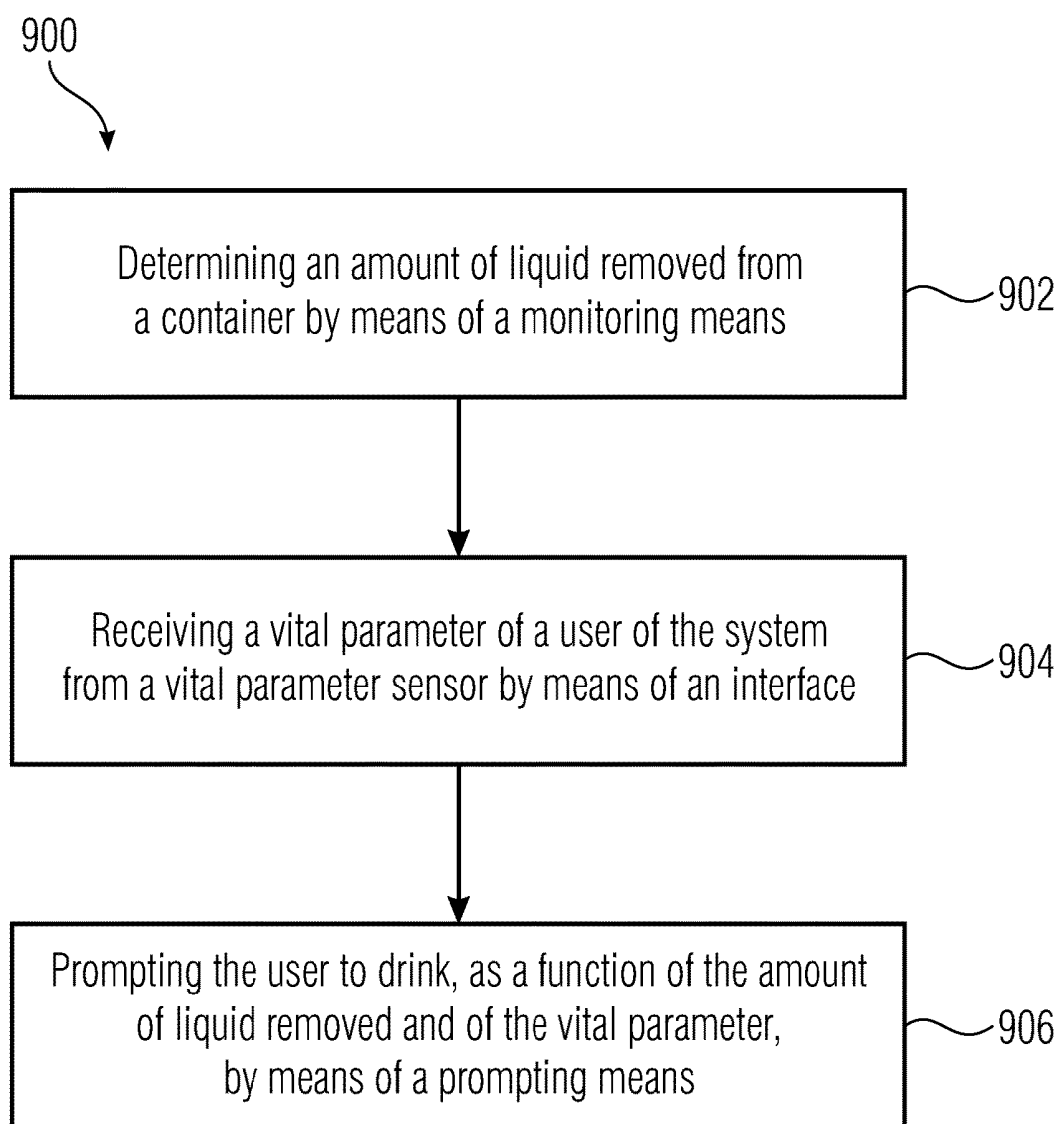 900
Determining an amount of liquid removed from
a container by means of a monitoring means
902
Receiving a vital parameter of a user of the system
from a vital parameter sensor by means of an interface
904
Prompting the user to drink, as a function of the amount
of liquid removed and of the vital parameter,
by means of a prompting means
906